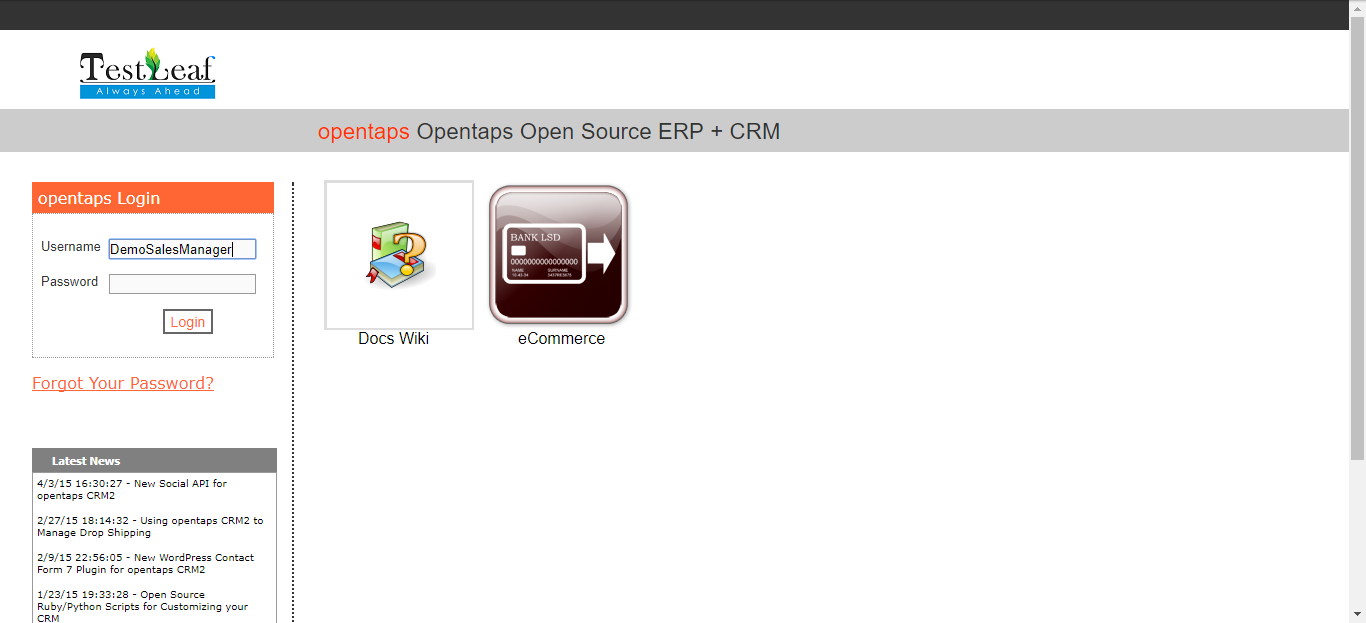 TestLeaf
Always Ahead
opentaps Opentaps Open Source ERP + CRM
opentaps Login
Username DemoSalesManager
Password
Login
Forgot Your Password?
BANK LSD
0000000000000000
NAME SURNAME
Docs Wiki
eCommerce
Latest News
4/3/15 16:30:27 - New Social API for
opentaps CRM2
2/27/15 18:14:32 - Using opentaps CRM2 to
Manage Drop Shipping
2/9/15 22:56:05 - New WordPress Contact
Form 7 Plugin for opentaps CRM2
1/23/15 19:33:28 - Open Source
Ruby/Python Scripts for Customizing your
CRM